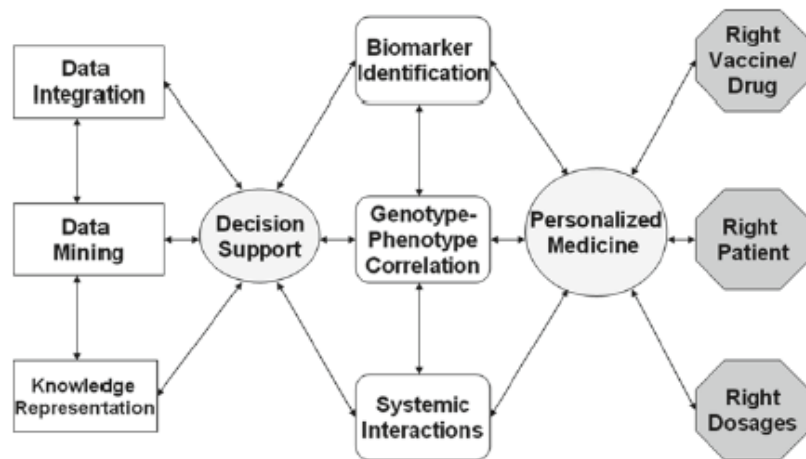 Data
Integration
Data
Mining
Knowledge
Representation
Decision
Support
Biomarker
Identification
Genotype-
Phenotype
Correlation
Systemic
Interactions
Personalized
Medicine
Right
Vaccine/
Drug
Right
Patient
Right
Dosages